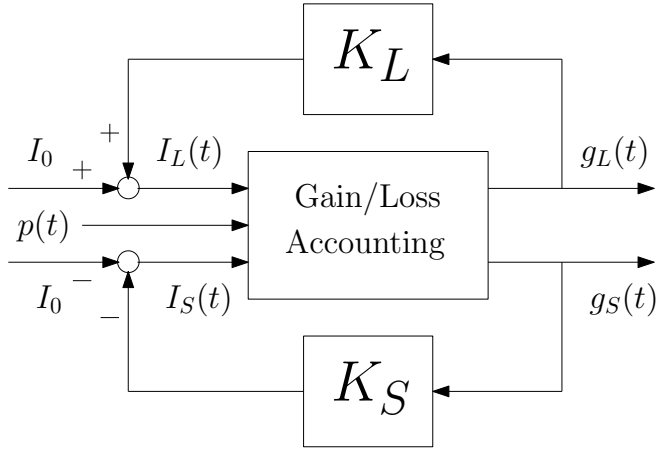 K_L
+
I_0
+
I_L(t)
g_L(t)
Gain/Loss
Accounting
p(t)
−
I_0
−
I_S(t)
g_S(t)
K_S